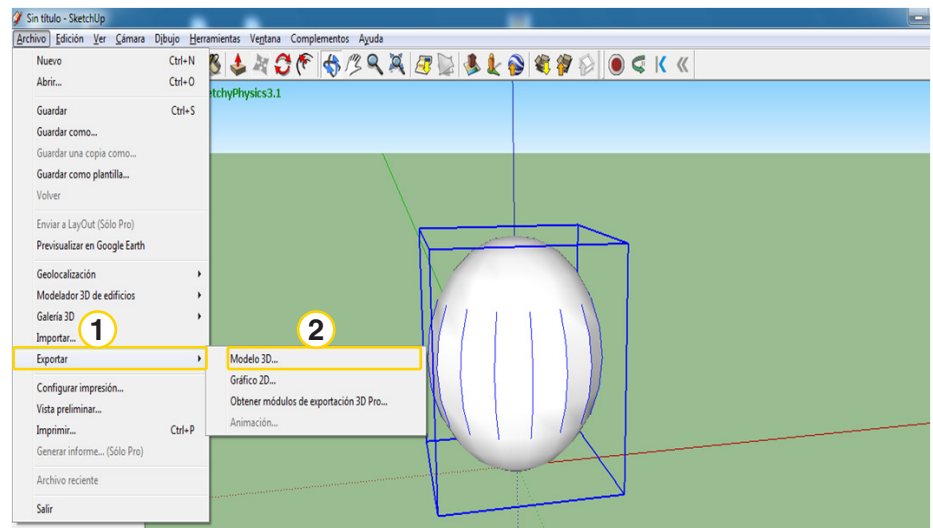 Sin título - SketchUp
Archivo Edición Ver Cámara Dibujo Herramientas Ventana Complementos Ayuda
Nuevo Ctrl+N
Abrir... Ctrl+O
tchyPhysics3.1
Guardar Ctrl+S
Guardar como...
Guardar una copia como...
Guardar como plantilla...
Volver
Enviar a LayOut (Sólo Pro)
Previsualizar en Google Earth
Geolocalización
Modelador 3D de edificios
Galería 3D
1
2
Importar...
Exportar
Modelo 3D...
Gráfico 2D...
Obtener módulos de exportación 3D Pro...
Animación...
Configurar impresión...
Vista preliminar...
Imprimir... Ctrl+P
Generar informe... (Sólo Pro)
Archivo reciente
Salir